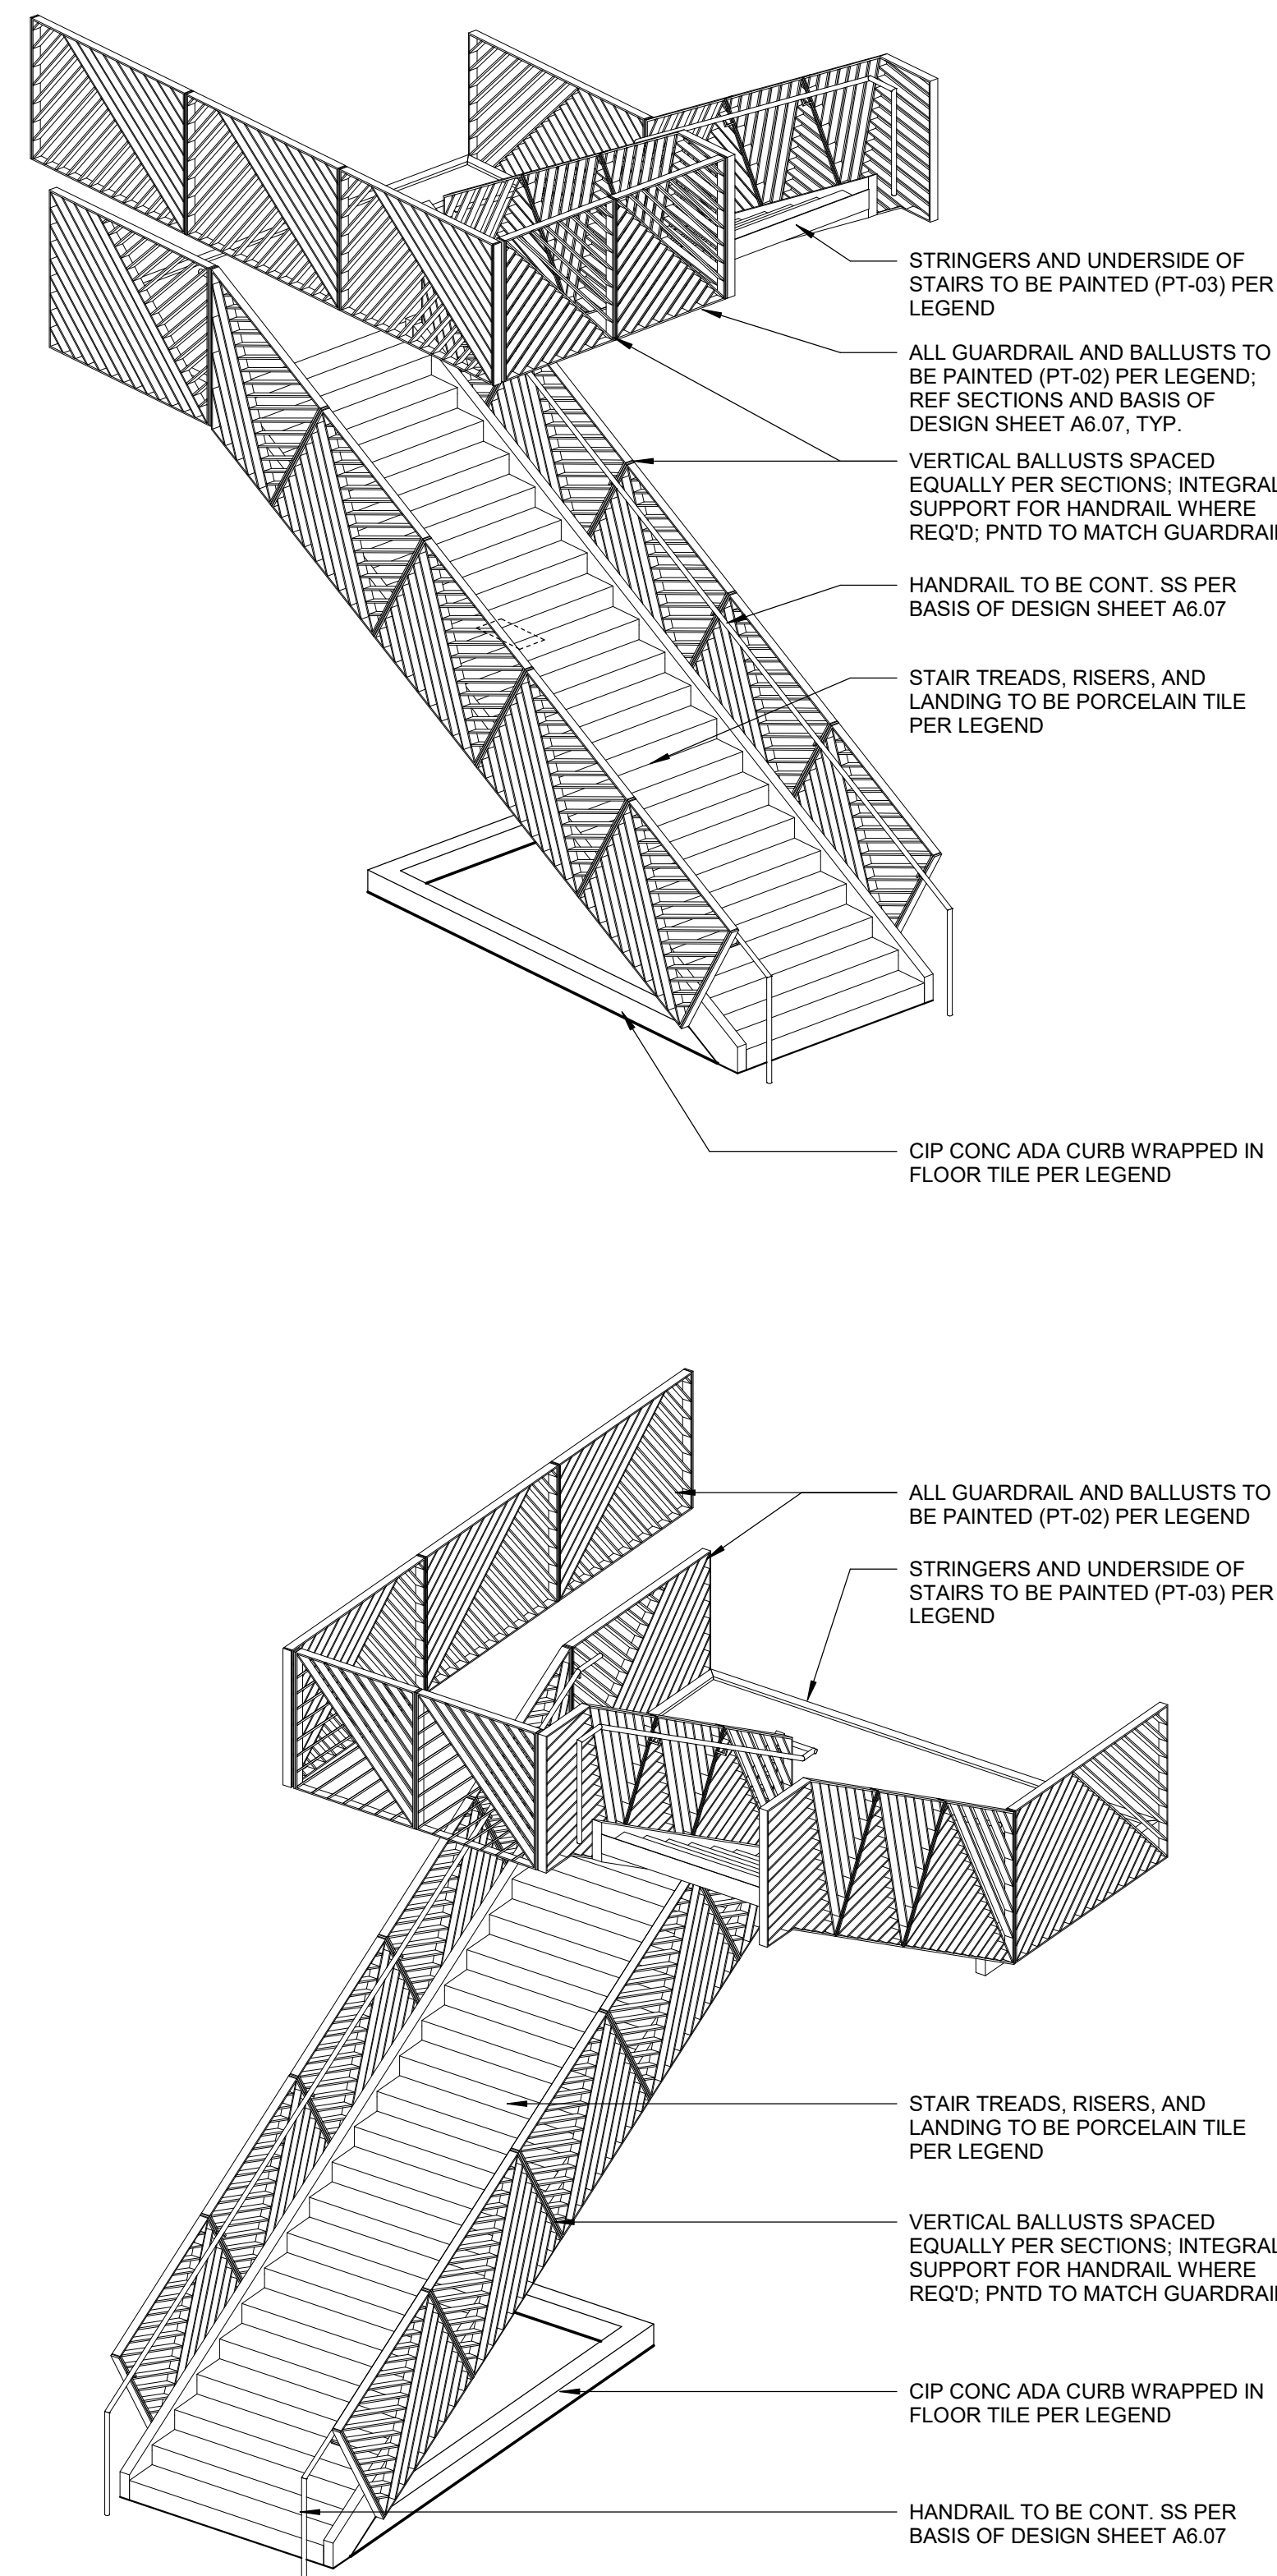 STRINGERS AND UNDERSIDE OF
STAIRS TO BE PAINTED (PT-03) PER
LEGEND
ALL GUARDRAIL AND BALLUSTS TO
BE PAINTED (PT-02) PER LEGEND;
REF SECTIONS AND BASIS OF
DESIGN SHEET A6.07, TYP.
VERTICAL BALLUSTS SPACED
EQUALLY PER SECTIONS; INTEGRAL
SUPPORT FOR HANDRAIL WHERE
REQ'D; PNTD TO MATCH GUARDRAIL
HANDRAIL TO BE CONT. SS PER
BASIS OF DESIGN SHEET A6.07
STAIR TREADS, RISERS, AND
LANDING TO BE PORCELAIN TILE
PER LEGEND
CIP CONC ADA CURB WRAPPED IN
FLOOR TILE PER LEGEND
ALL GUARDRAIL AND BALLUSTS TO
BE PAINTED (PT-02) PER LEGEND
STRINGERS AND UNDERSIDE OF
STAIRS TO BE PAINTED (PT-03) PER
LEGEND
STAIR TREADS, RISERS, AND
LANDING TO BE PORCELAIN TILE
PER LEGEND
VERTICAL BALLUSTS SPACED
EQUALLY PER SECTIONS; INTEGRAL
SUPPORT FOR HANDRAIL WHERE
REQ'D; PNTD TO MATCH GUARDRAIL
CIP CONC ADA CURB WRAPPED IN
FLOOR TILE PER LEGEND
HANDRAIL TO BE CONT. SS PER
BASIS OF DESIGN SHEET A6.07